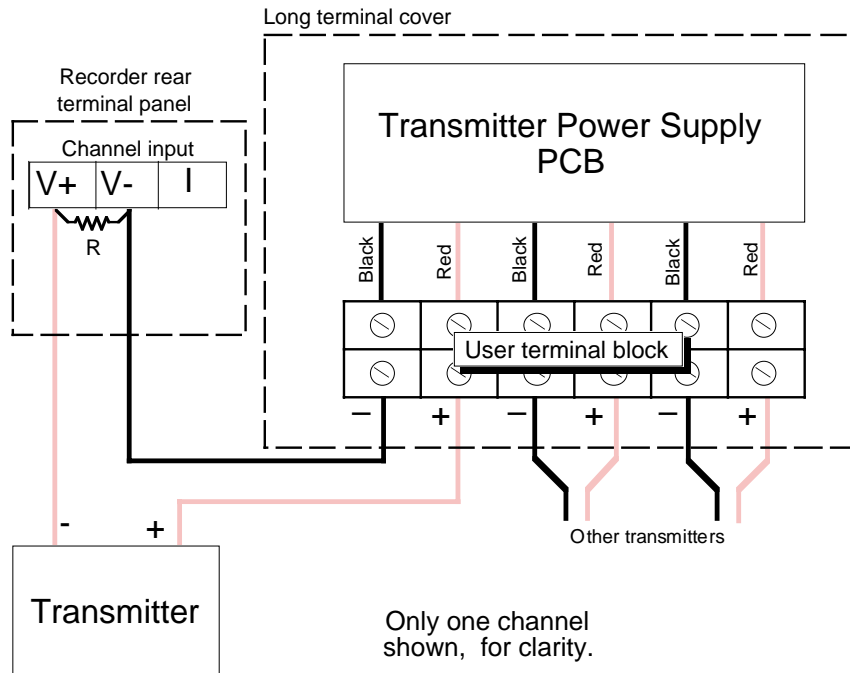 Long terminal cover
Recorder rear
terminal panel
Channel input
V+ V- I
R
Transmitter Power Supply
PCB
Black Red Black Red Black Red
User terminal block
− + − + − +
- +
Other transmitters
Transmitter
Only one channel
shown, for clarity.